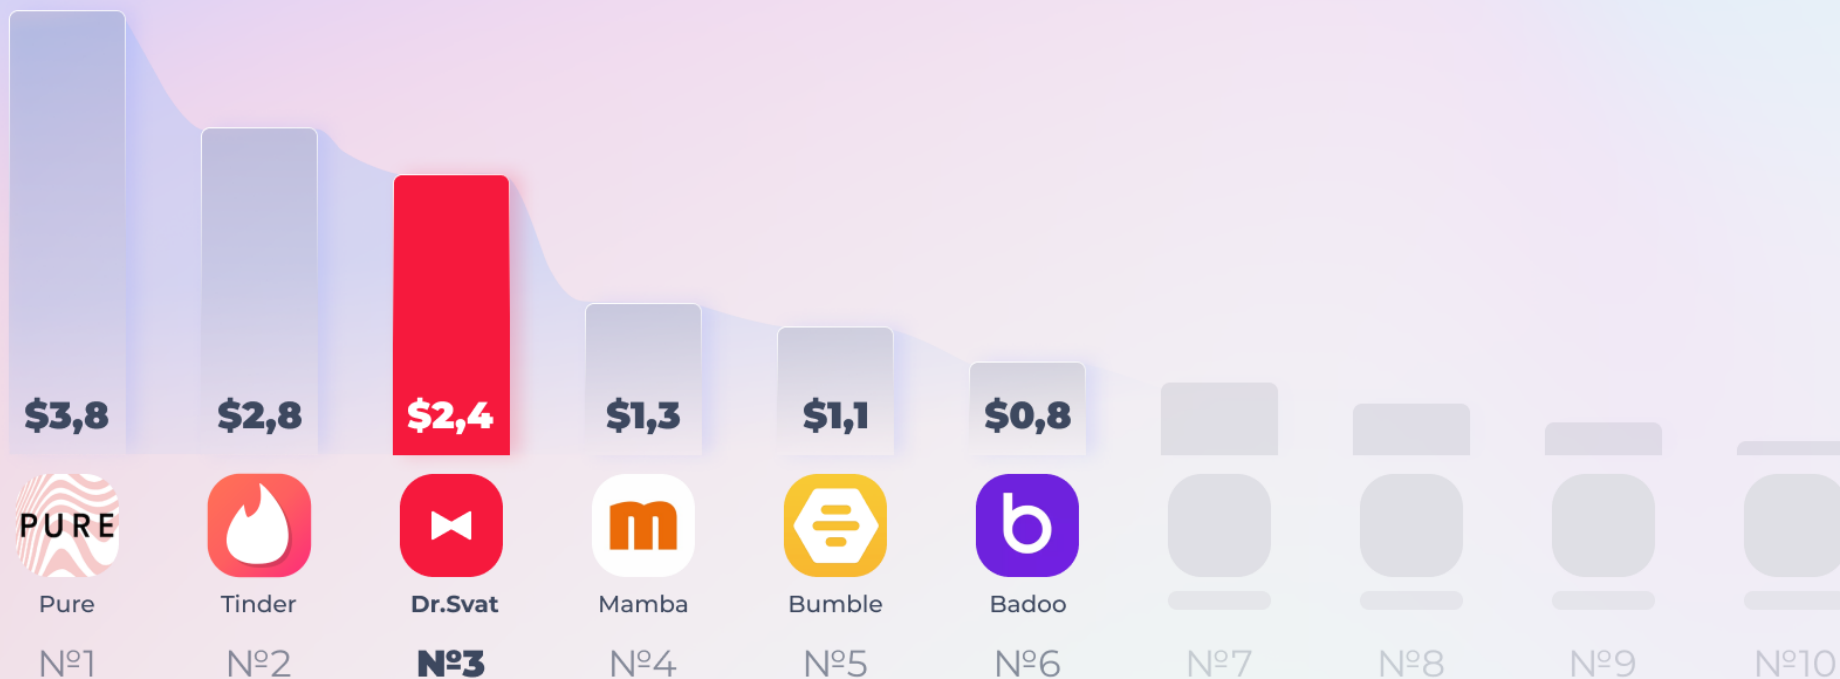 $3,8 $2,8 $2,4 $1,3 $1,1 $0,8
PURE m b
Pure Tinder Dr.Svat Mamba Bumble Badoo
№1 №2 №3 №4 №5 №6 №7 №8 №9 №10